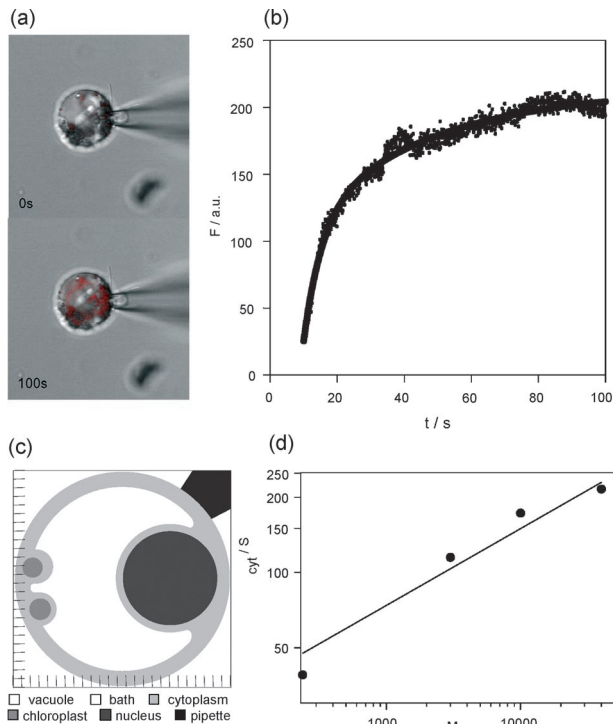 (a)
0s
100s
(b)
F / a.u.
250
200
150
100
50
0
0 20 40 60 80 100
t / s
(c)
vacuole bath cytoplasm
chloroplast nucleus pipette
(d)
cyt / S
250
200
150
100
50
1000 10000